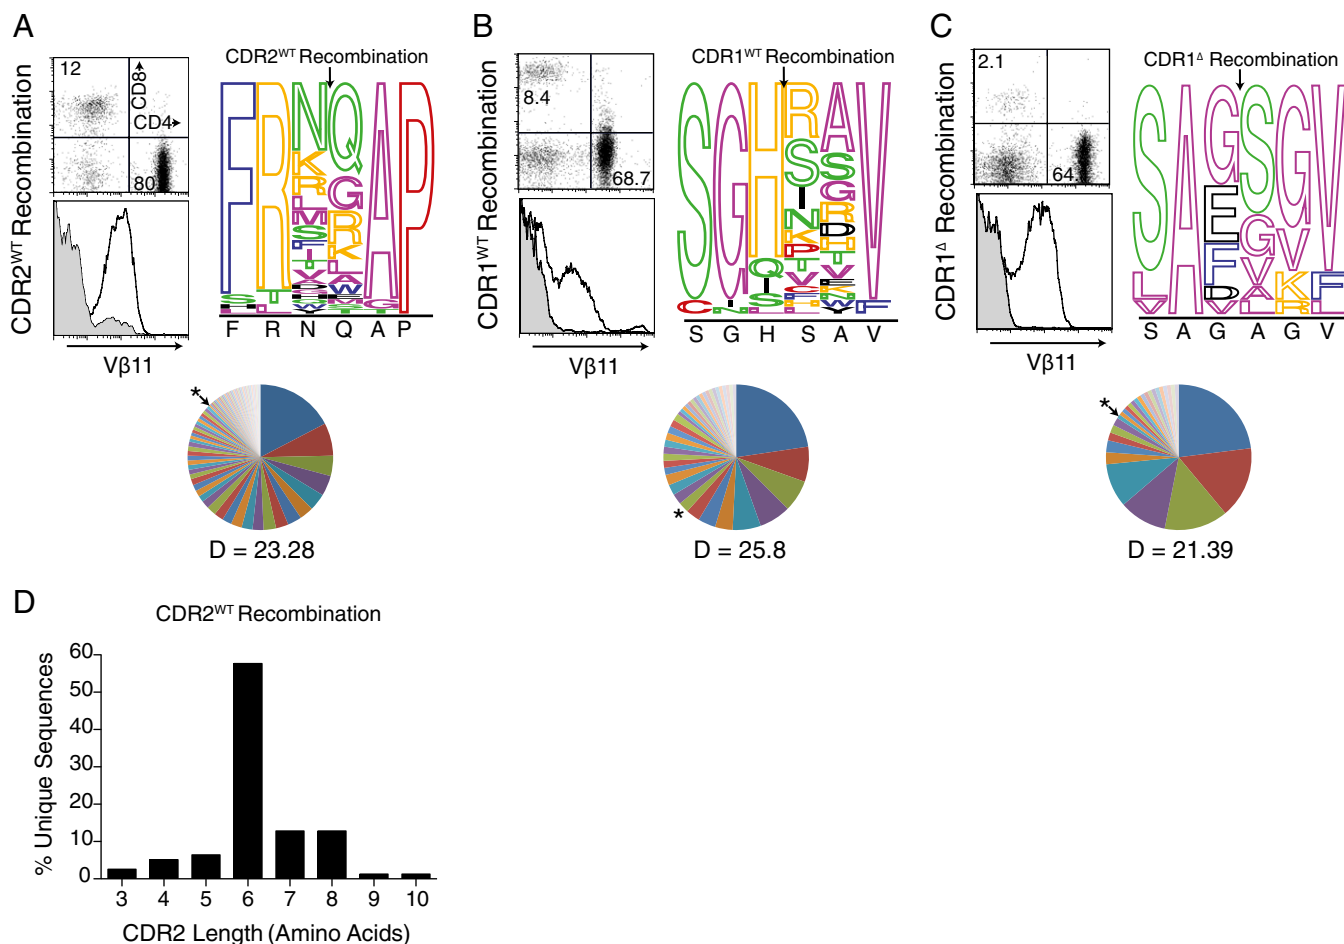 A
B
C
CDR2WT Recombination
12
CD8
CD4
80
Vβ11
CDR2WT Recombination
F R N Q A P
*
D = 23.28
CDR1WT Recombination
8.4
68.7
Vβ11
CDR1WT Recombination
S G H S A V
*
D = 25.8
CDR1Δ Recombination
2.1
64.
Vβ11
CDR1Δ Recombination
S A G A G V
*
D = 21.39
D
CDR2WT Recombination
% Unique Sequences
60
50
40
30
20
10
0
3 4 5 6 7 8 9 10
CDR2 Length (Amino Acids)